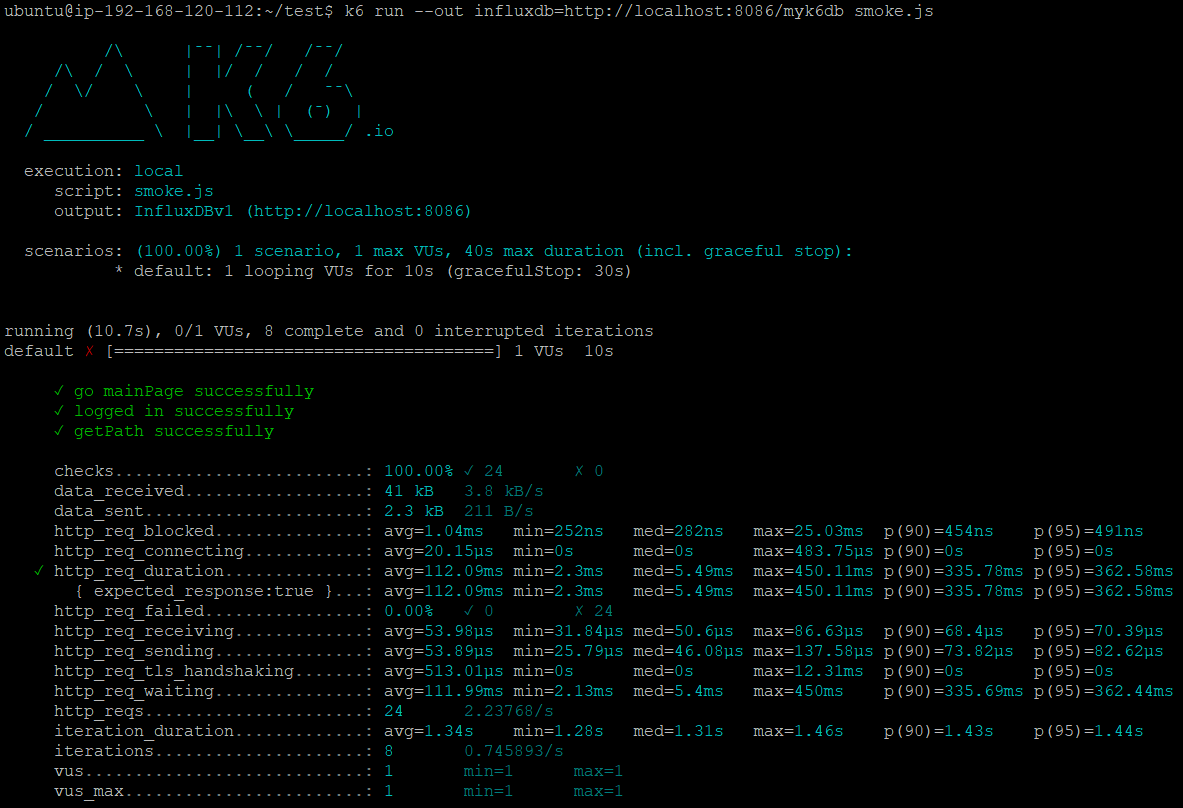 ubuntu@ip-192-168-120-112:~/test$ k6 run --out influxdb=http://localhost:8086/myk6db smoke.js
          /\      |‾‾| /‾‾/   /‾‾/
     /\  /  \     |  |/  /   /  /
    /  \/    \    |     (   /   ‾‾\
   /          \   |  |\  \ |  (‾)  |
  / __________ \  |__| \__\ \_____/ .io
  execution: local
     script: smoke.js
     output: InfluxDBv1 (http://localhost:8086)
  scenarios: (100.00%) 1 scenario, 1 max VUs, 40s max duration (incl. graceful stop):
           * default: 1 looping VUs for 10s (gracefulStop: 30s)
running (10.7s), 0/1 VUs, 8 complete and 0 interrupted iterations
default ✗ [======================================] 1 VUs  10s
     ✓ go mainPage successfully
     ✓ logged in successfully
     ✓ getPath successfully
     checks.........................: 100.00% ✓ 24       ✗ 0
     data_received..................: 41 kB   3.8 kB/s
     data_sent......................: 2.3 kB  211 B/s
     http_req_blocked...............: avg=1.04ms   min=252ns   med=282ns   max=25.03ms  p(90)=454ns    p(95)=491ns
     http_req_connecting............: avg=20.15µs  min=0s      med=0s      max=483.75µs p(90)=0s       p(95)=0s
   ✓ http_req_duration..............: avg=112.09ms min=2.3ms   med=5.49ms  max=450.11ms p(90)=335.78ms p(95)=362.58ms
       { expected_response:true }...: avg=112.09ms min=2.3ms   med=5.49ms  max=450.11ms p(90)=335.78ms p(95)=362.58ms
     http_req_failed................: 0.00%   ✓ 0        ✗ 24
     http_req_receiving.............: avg=53.98µs  min=31.84µs med=50.6µs  max=86.63µs  p(90)=68.4µs   p(95)=70.39µs
     http_req_sending...............: avg=53.89µs  min=25.79µs med=46.08µs max=137.58µs p(90)=73.82µs  p(95)=82.62µs
     http_req_tls_handshaking.......: avg=513.01µs min=0s      med=0s      max=12.31ms  p(90)=0s       p(95)=0s
     http_req_waiting...............: avg=111.99ms min=2.13ms  med=5.4ms   max=450ms    p(90)=335.69ms p(95)=362.44ms
     http_reqs......................: 24      2.23768/s
     iteration_duration.............: avg=1.34s    min=1.28s   med=1.31s   max=1.46s    p(90)=1.43s    p(95)=1.44s
     iterations.....................: 8       0.745893/s
     vus............................: 1       min=1      max=1
     vus_max........................: 1       min=1      max=1